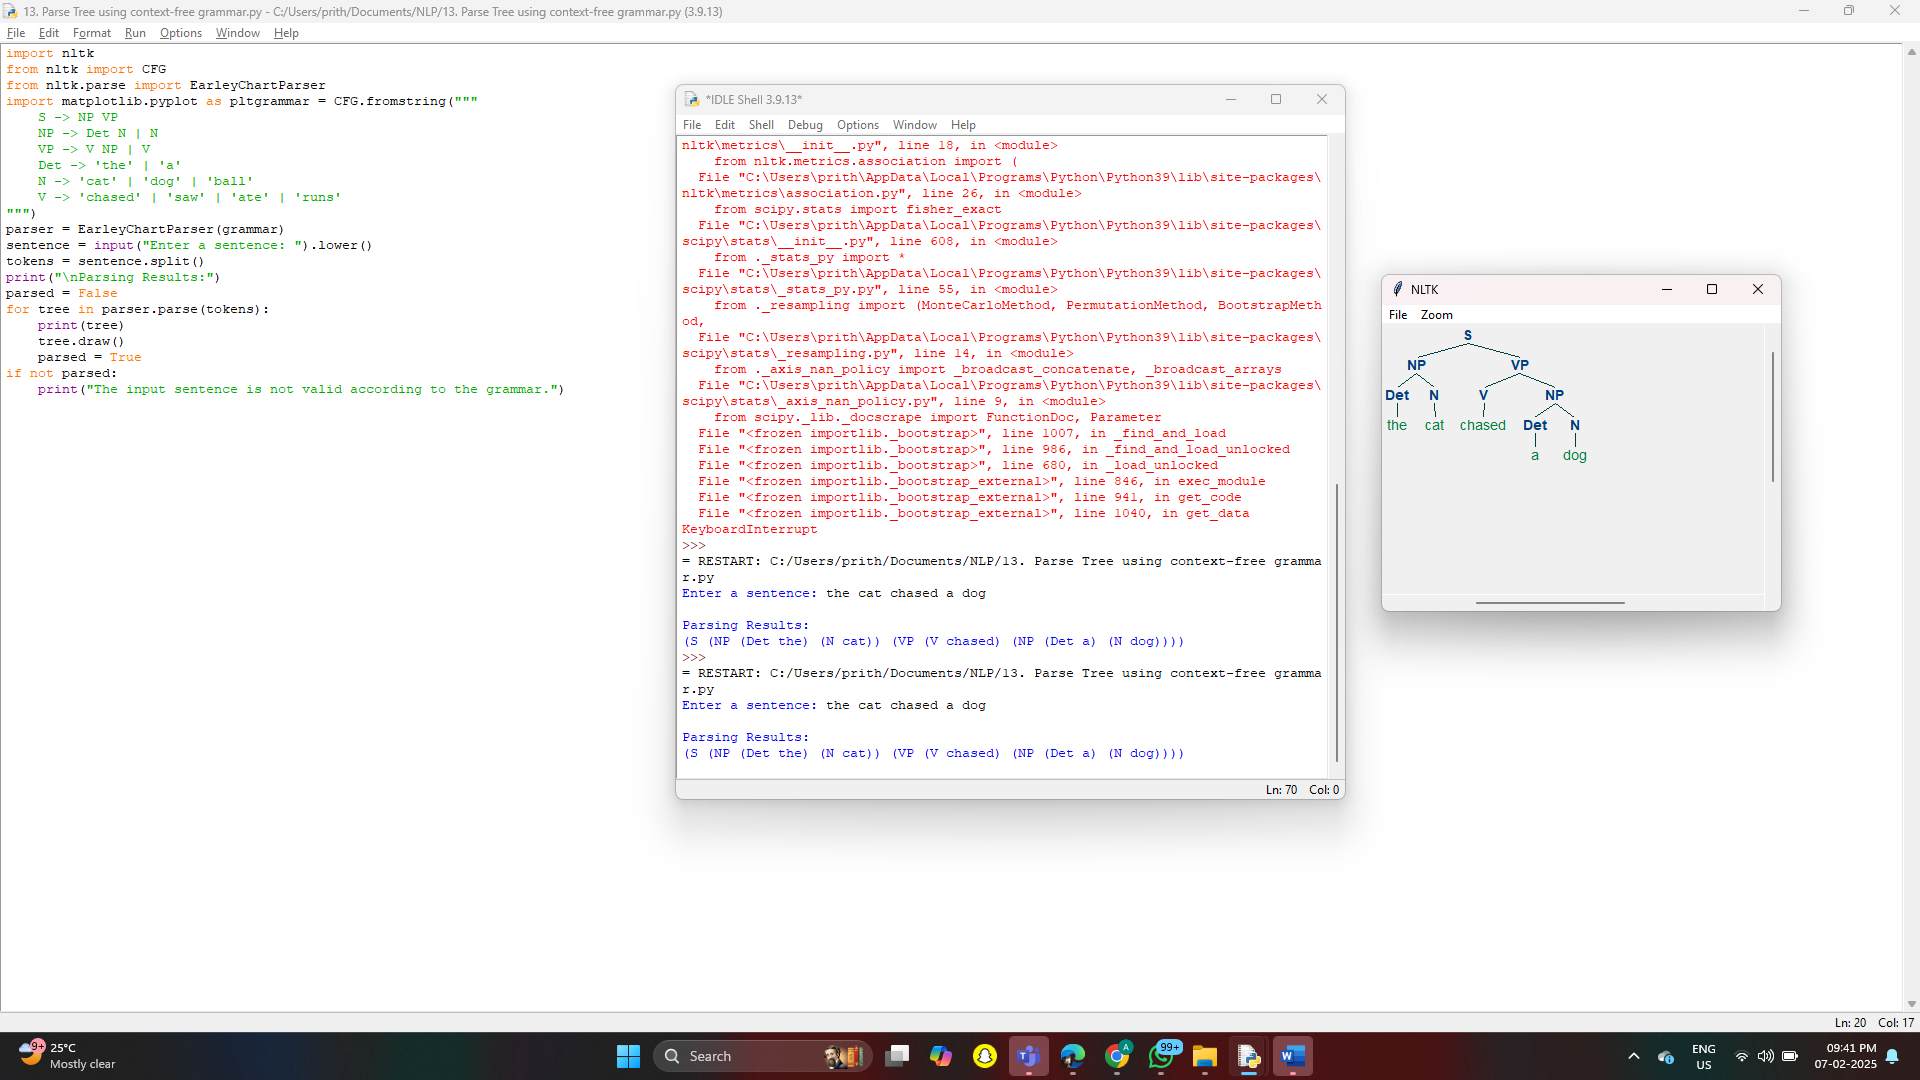 13. Parse Tree using context-free grammar.py - C:/Users/prith/Documents/NLP/13. Parse Tree using context-free grammar.py (3.9.13)
File Edit Format Run Options Window Help
import nltk
from nltk import CFG
from nltk.parse import EarleyChartParser
import matplotlib.pyplot as pltgrammar = CFG.fromstring("""
    S -> NP VP
    NP -> Det N | N
    VP -> V NP | V
    Det -> 'the' | 'a'
    N -> 'cat' | 'dog' | 'ball'
    V -> 'chased' | 'saw' | 'ate' | 'runs'
""")
parser = EarleyChartParser(grammar)
sentence = input("Enter a sentence: ").lower()
tokens = sentence.split()
print("\nParsing Results:")
parsed = False
for tree in parser.parse(tokens):
    print(tree)
    tree.draw()
    parsed = True
if not parsed:
    print("The input sentence is not valid according to the grammar.")
*IDLE Shell 3.9.13*
File Edit Shell Debug Options Window Help
nltk\metrics\__init__.py", line 18, in <module>
    from nltk.metrics.association import (
  File "C:\Users\prith\AppData\Local\Programs\Python\Python39\lib\site-packages\
nltk\metrics\association.py", line 26, in <module>
    from scipy.stats import fisher_exact
  File "C:\Users\prith\AppData\Local\Programs\Python\Python39\lib\site-packages\
scipy\stats\__init__.py", line 608, in <module>
    from ._stats_py import *
  File "C:\Users\prith\AppData\Local\Programs\Python\Python39\lib\site-packages\
scipy\stats\_stats_py.py", line 55, in <module>
    from ._resampling import (MonteCarloMethod, PermutationMethod, BootstrapMeth
od,
  File "C:\Users\prith\AppData\Local\Programs\Python\Python39\lib\site-packages\
scipy\stats\_resampling.py", line 14, in <module>
    from ._axis_nan_policy import _broadcast_concatenate, _broadcast_arrays
  File "C:\Users\prith\AppData\Local\Programs\Python\Python39\lib\site-packages\
scipy\stats\_axis_nan_policy.py", line 9, in <module>
    from scipy._lib._docscrape import FunctionDoc, Parameter
  File "<frozen importlib._bootstrap>", line 1007, in _find_and_load
  File "<frozen importlib._bootstrap>", line 986, in _find_and_load_unlocked
  File "<frozen importlib._bootstrap>", line 680, in _load_unlocked
  File "<frozen importlib._bootstrap_external>", line 846, in exec_module
  File "<frozen importlib._bootstrap_external>", line 941, in get_code
  File "<frozen importlib._bootstrap_external>", line 1040, in get_data
KeyboardInterrupt
>>>
= RESTART: C:/Users/prith/Documents/NLP/13. Parse Tree using context-free gramma
r.py
Enter a sentence: the cat chased a dog

Parsing Results:
(S (NP (Det the) (N cat)) (VP (V chased) (NP (Det a) (N dog))))
>>>
= RESTART: C:/Users/prith/Documents/NLP/13. Parse Tree using context-free gramma
r.py
Enter a sentence: the cat chased a dog

Parsing Results:
(S (NP (Det the) (N cat)) (VP (V chased) (NP (Det a) (N dog))))
Ln: 70 Col: 0
NLTK
File Zoom
S
NP VP
Det N V NP
the cat chased Det N
a dog
Ln: 20 Col: 17
9+
25°C
Mostly clear
Search
A
99+
ENG
US
09:41 PM
07-02-2025